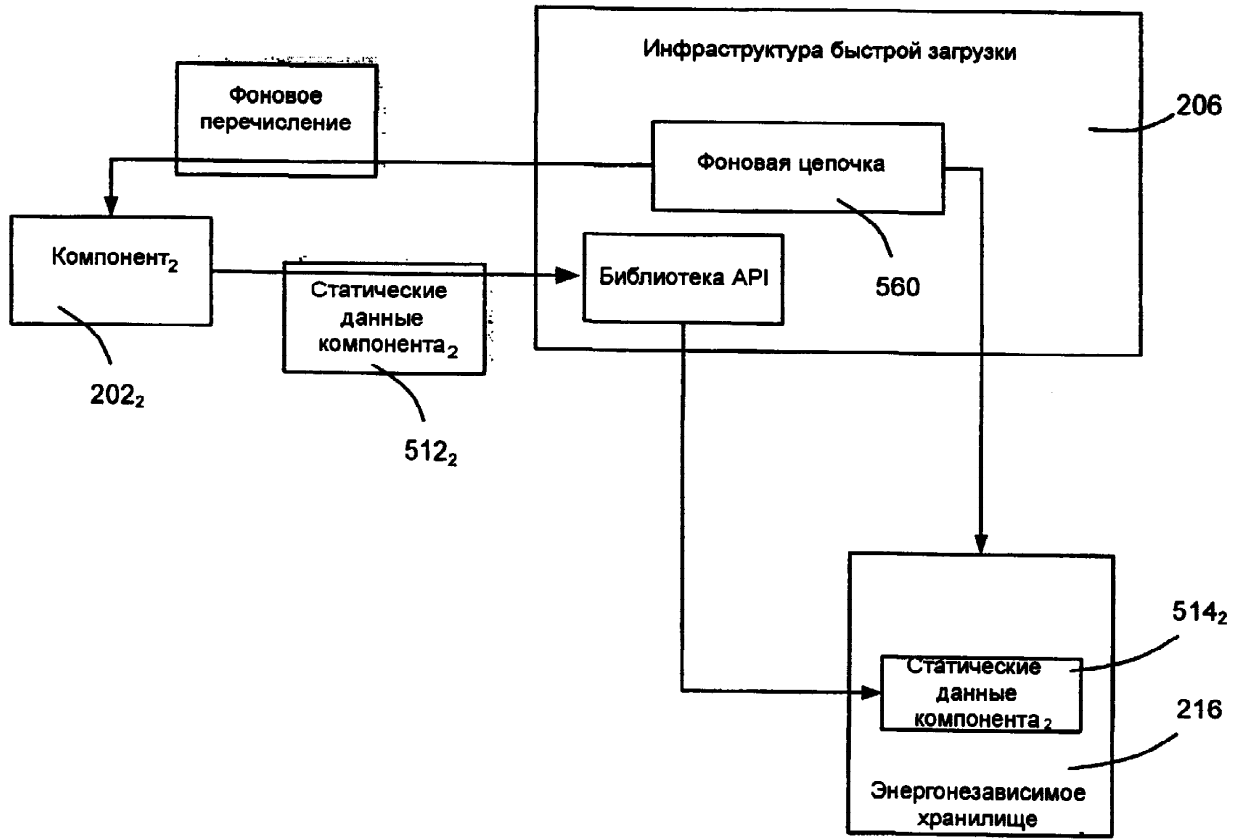 Инфраструктура быстрой загрузки
Фоновое
перечисление
206
Фоновая цепочка
Компонент₂
Библиотека API
560
Статические
данные
компонента₂
202₂
512₂
514₂
Статические
данные
компонента₂
216
Энергонезависимое
хранилище